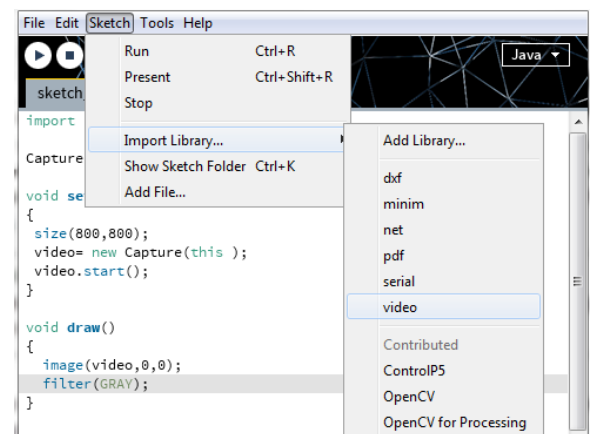 File Edit Sketch Tools Help
Run Ctrl+R
Present Ctrl+Shift+R
Stop
Import Library...
Show Sketch Folder Ctrl+K
Add File...
Java
sketch_
import
Capture
void se
{
size(800,800);
video= new Capture(this );
video.start();
}
void draw()
{
image(video,0,0);
filter(GRAY);
}
Add Library...
dxf
minim
net
pdf
serial
video
Contributed
ControlP5
OpenCV
OpenCV for Processing